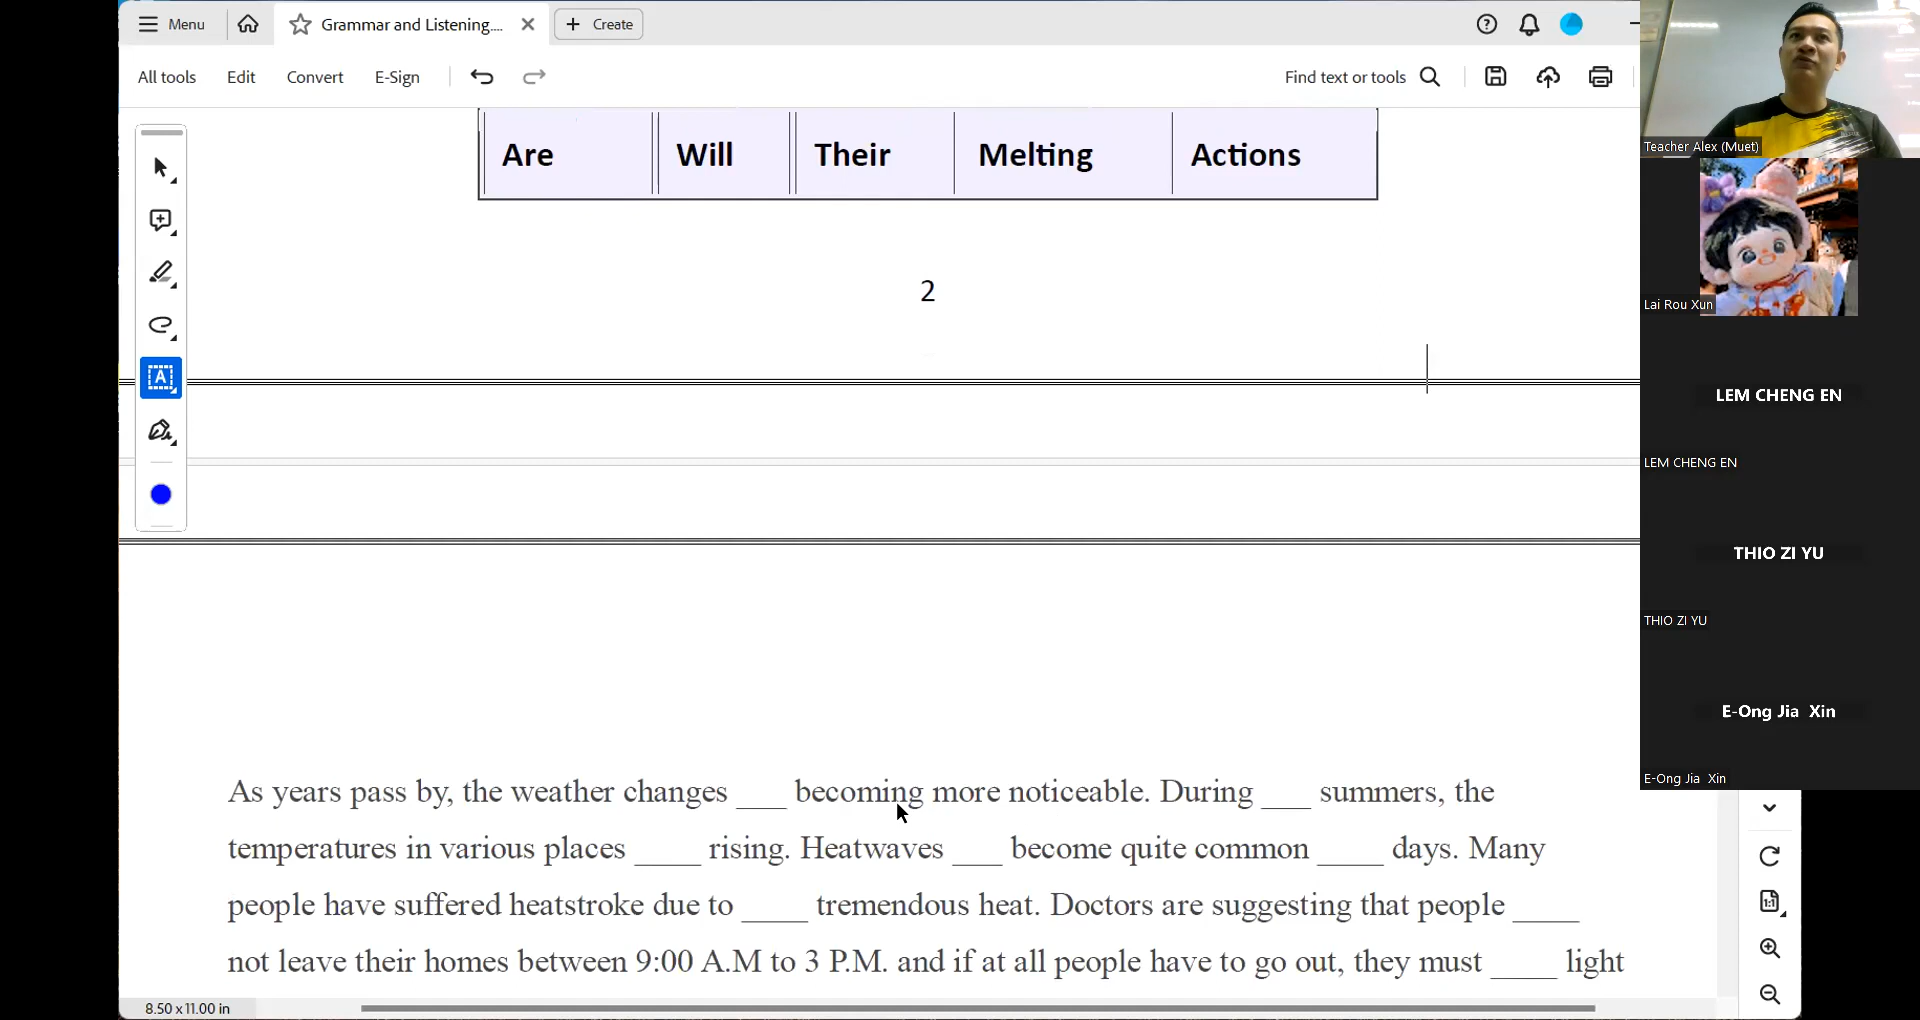 Menu
Grammar and Listening....
Create
All tools
Edit
Convert
E-Sign
Find text or tools
Are
Will
Their
Melting
Actions
2
As years pass by, the weather changes ___ becoming more noticeable. During ___ summers, the
temperatures in various places ____ rising. Heatwaves ___ become quite common ____ days. Many
people have suffered heatstroke due to ____ tremendous heat. Doctors are suggesting that people ____
not leave their homes between 9:00 A.M to 3 P.M. and if at all people have to go out, they must ____ light
8.50 x 11.00 in
1:1
Teacher Alex (Muet)
Lai Rou Xun
LEM CHENG EN
LEM CHENG EN
THIO ZI YU
THIO ZI YU
E-Ong Jia Xin
E-Ong Jia Xin